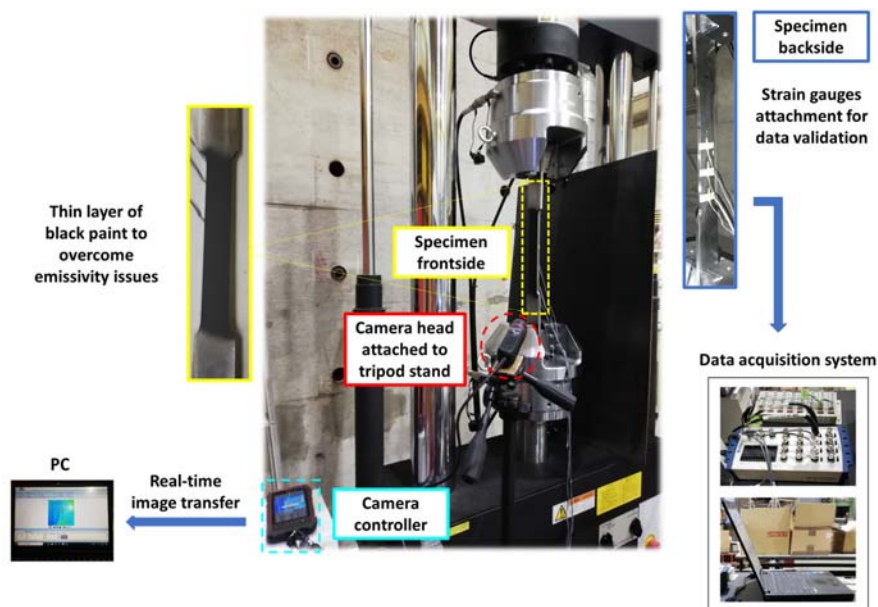 Specimen
backside
Strain gauges
attachment for
data validation
Thin layer of
black paint to
overcome
emissivity issues
Specimen
frontside
Camera head
attached to
tripod stand
Data acquisition system
PC
Real-time
image transfer
Camera
controller